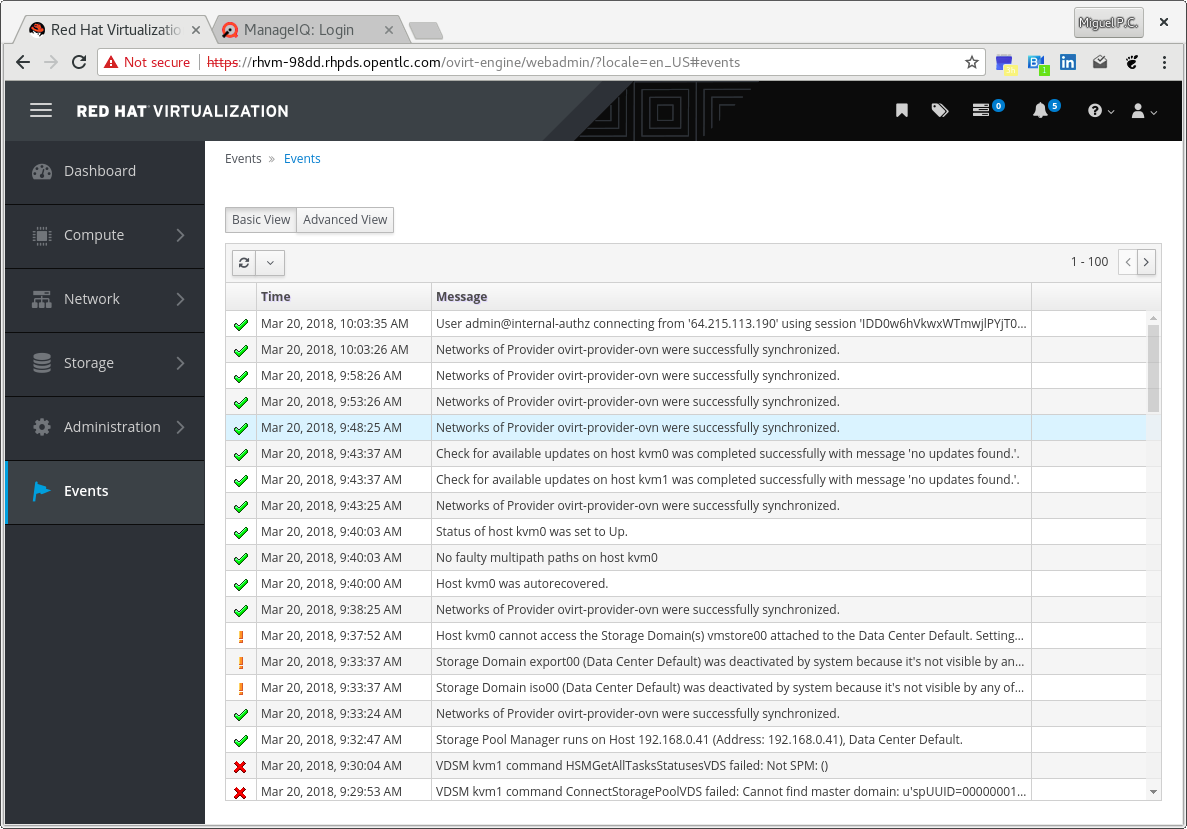 Red Hat Virtualizatio
ManageIQ: Login
Miguel P.C.
Not secure
https://rhvm-98dd.rhpds.opentlc.com/ovirt-engine/webadmin/?locale=en_US#events
1
RED HAT VIRTUALIZATION
0
5
Dashboard
Compute
Network
Storage
Administration
Events
Events » Events
Basic View Advanced View
1 - 100
Time Message
Mar 20, 2018, 10:03:35 AM User admin@internal-authz connecting from '64.215.113.190' using session 'IDD0w6hVkwxWTmwjlPYjT0...
Mar 20, 2018, 10:03:26 AM Networks of Provider ovirt-provider-ovn were successfully synchronized.
Mar 20, 2018, 9:58:26 AM Networks of Provider ovirt-provider-ovn were successfully synchronized.
Mar 20, 2018, 9:53:26 AM Networks of Provider ovirt-provider-ovn were successfully synchronized.
Mar 20, 2018, 9:48:25 AM Networks of Provider ovirt-provider-ovn were successfully synchronized.
Mar 20, 2018, 9:43:37 AM Check for available updates on host kvm0 was completed successfully with message 'no updates found.'.
Mar 20, 2018, 9:43:37 AM Check for available updates on host kvm1 was completed successfully with message 'no updates found.'.
Mar 20, 2018, 9:43:25 AM Networks of Provider ovirt-provider-ovn were successfully synchronized.
Mar 20, 2018, 9:40:03 AM Status of host kvm0 was set to Up.
Mar 20, 2018, 9:40:03 AM No faulty multipath paths on host kvm0
Mar 20, 2018, 9:40:00 AM Host kvm0 was autorecovered.
Mar 20, 2018, 9:38:25 AM Networks of Provider ovirt-provider-ovn were successfully synchronized.
Mar 20, 2018, 9:37:52 AM Host kvm0 cannot access the Storage Domain(s) vmstore00 attached to the Data Center Default. Setting...
Mar 20, 2018, 9:33:37 AM Storage Domain export00 (Data Center Default) was deactivated by system because it's not visible by an...
Mar 20, 2018, 9:33:37 AM Storage Domain iso00 (Data Center Default) was deactivated by system because it's not visible by any of...
Mar 20, 2018, 9:33:24 AM Networks of Provider ovirt-provider-ovn were successfully synchronized.
Mar 20, 2018, 9:32:47 AM Storage Pool Manager runs on Host 192.168.0.41 (Address: 192.168.0.41), Data Center Default.
Mar 20, 2018, 9:30:04 AM VDSM kvm1 command HSMGetAllTasksStatusesVDS failed: Not SPM: ()
Mar 20, 2018, 9:29:53 AM VDSM kvm1 command ConnectStoragePoolVDS failed: Cannot find master domain: u'spUUID=00000001...